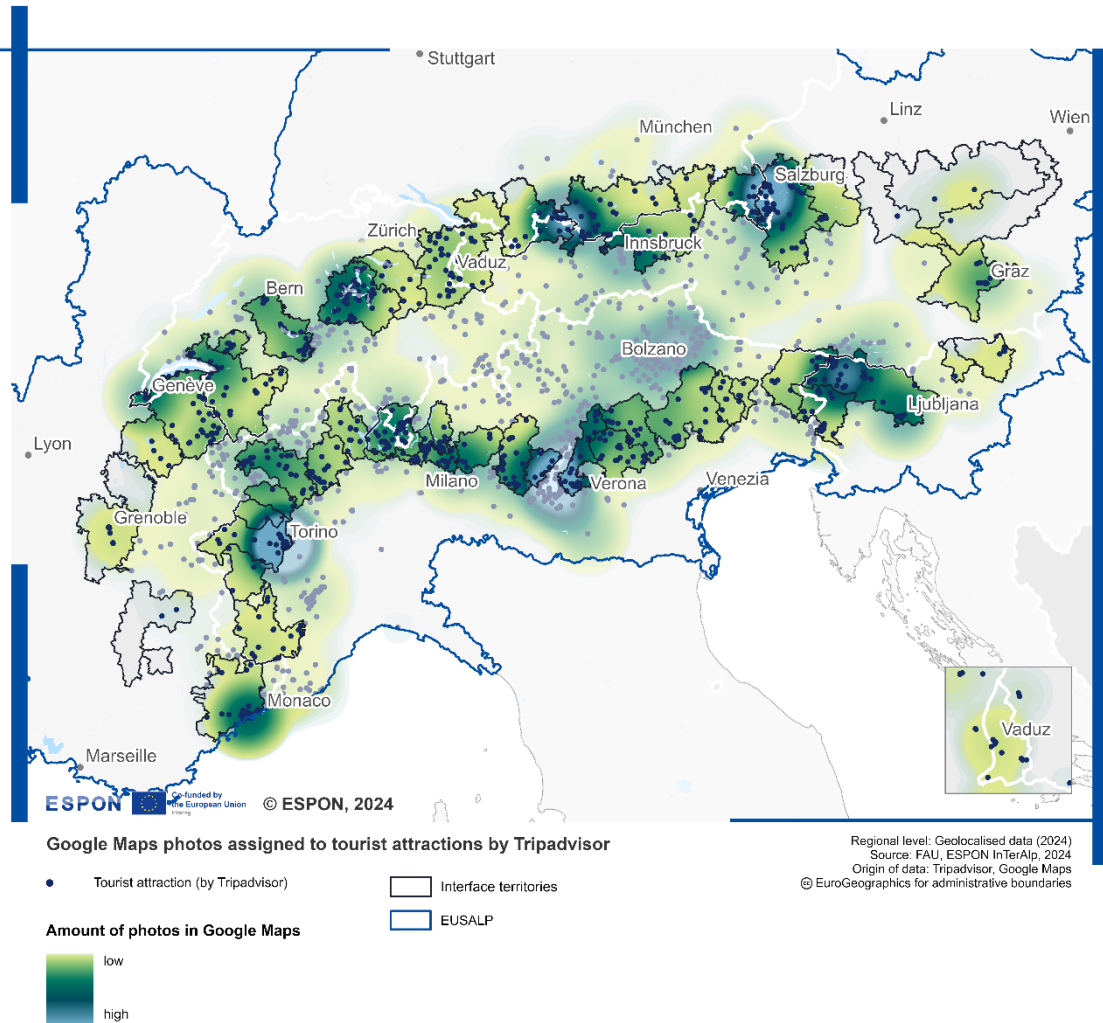 Stuttgart
Linz
Wien
München
Salzburg
Zürich
Innsbruck
Vaduz
Graz
Bern
Bolzano
Genève
Ljubljana
Lyon
Milano
Verona
Venezia
Grenoble
Torino
Monaco
Vaduz
Marseille
ESPON
Co-funded by
the European Union
Interreg
© ESPON, 2024
Google Maps photos assigned to tourist attractions by Tripadvisor
Regional level: Geolocalised data (2024)
Source: FAU, ESPON InTerAlp, 2024
Origin of data: Tripadvisor, Google Maps
cc EuroGeographics for administrative boundaries
Tourist attraction (by Tripadvisor)
Interface territories
EUSALP
Amount of photos in Google Maps
low
high